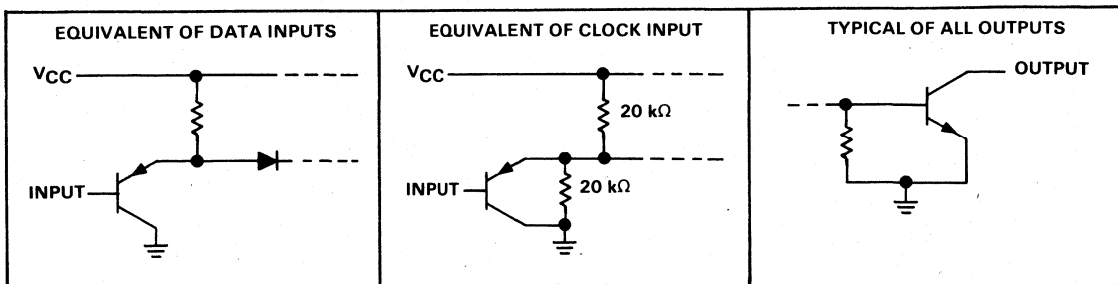 EQUIVALENT OF DATA INPUTS
VCC
INPUT
EQUIVALENT OF CLOCK INPUT
VCC
20 kΩ
20 kΩ
INPUT
TYPICAL OF ALL OUTPUTS
OUTPUT